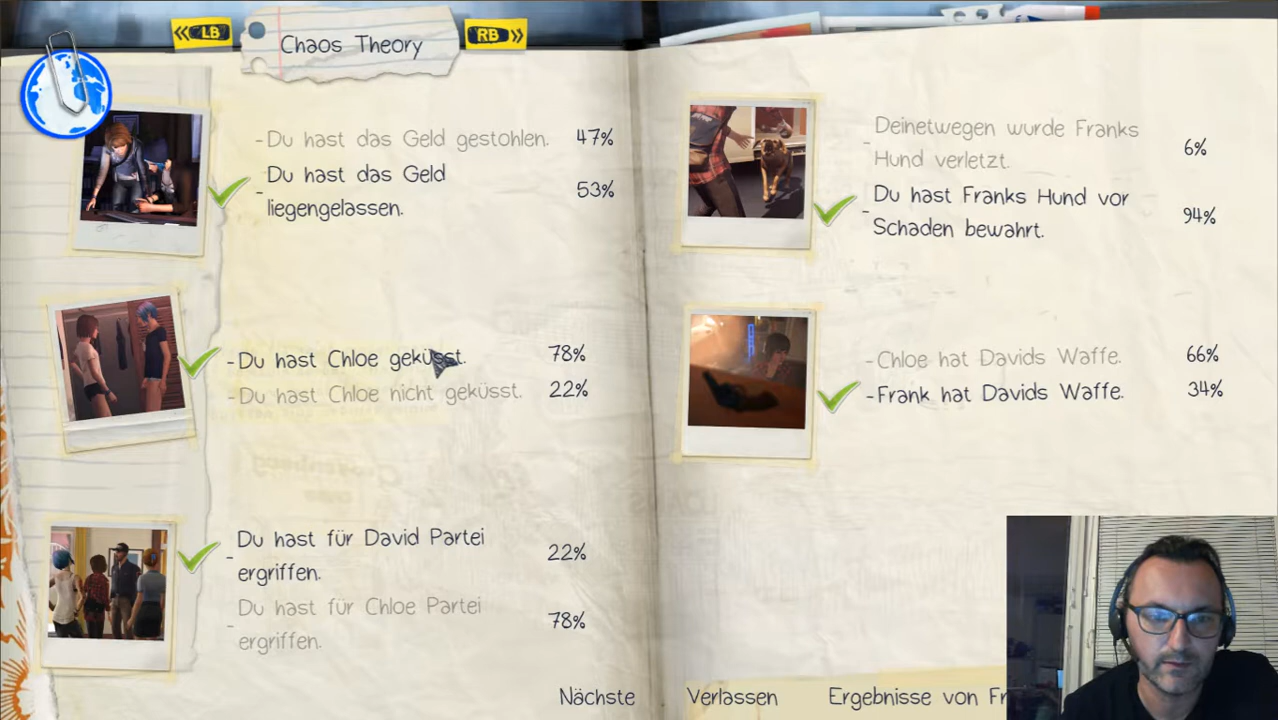 «LB
Chaos Theory
RB»
-Du hast das Geld gestohlen. 47%
-Du hast das Geld
liegengelassen. 53%
-Du hast Chloe geküsst. 78%
-Du hast Chloe nicht geküsst. 22%
-Du hast für David Partei
ergriffen. 22%
-Du hast für Chloe Partei
ergriffen. 78%
-Deinetwegen wurde Franks
Hund verletzt. 6%
-Du hast Franks Hund vor
Schaden bewahrt. 94%
-Chloe hat Davids Waffe. 66%
-Frank hat Davids Waffe. 34%
Nächste Verlassen Ergebnisse von Fr